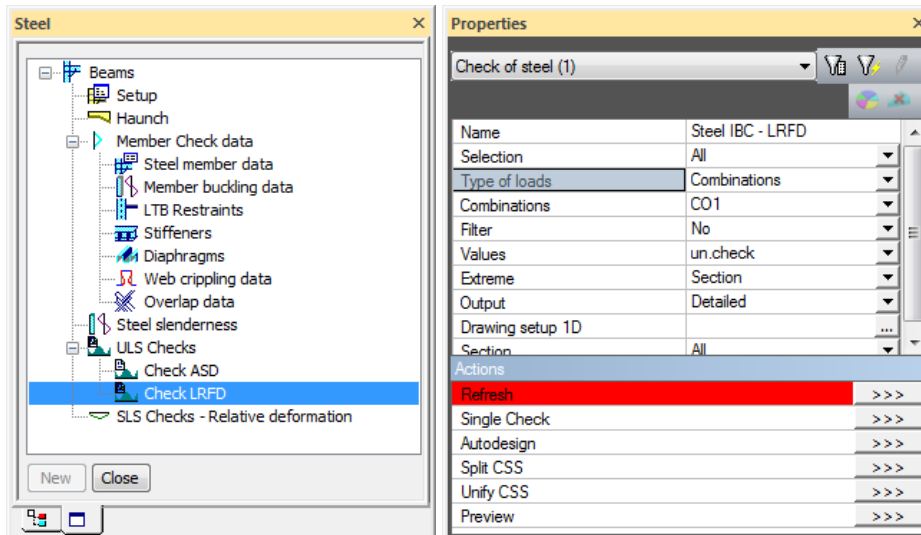 Steel
Beams
Setup
Haunch
Member Check data
Steel member data
Member buckling data
LTB Restraints
Stiffeners
Diaphragms
Web crippling data
Overlap data
Steel slenderness
ULS Checks
Check ASD
Check LRFD
SLS Checks - Relative deformation
New Close
Properties
Check of steel (1)
Name Steel IBC - LRFD
Selection All
Type of loads Combinations
Combinations CO1
Filter No
Values un.check
Extreme Section
Output Detailed
Drawing setup 1D ...
Section All
Actions
Refresh >>>
Single Check >>>
Autodesign >>>
Split CSS >>>
Unify CSS >>>
Preview >>>